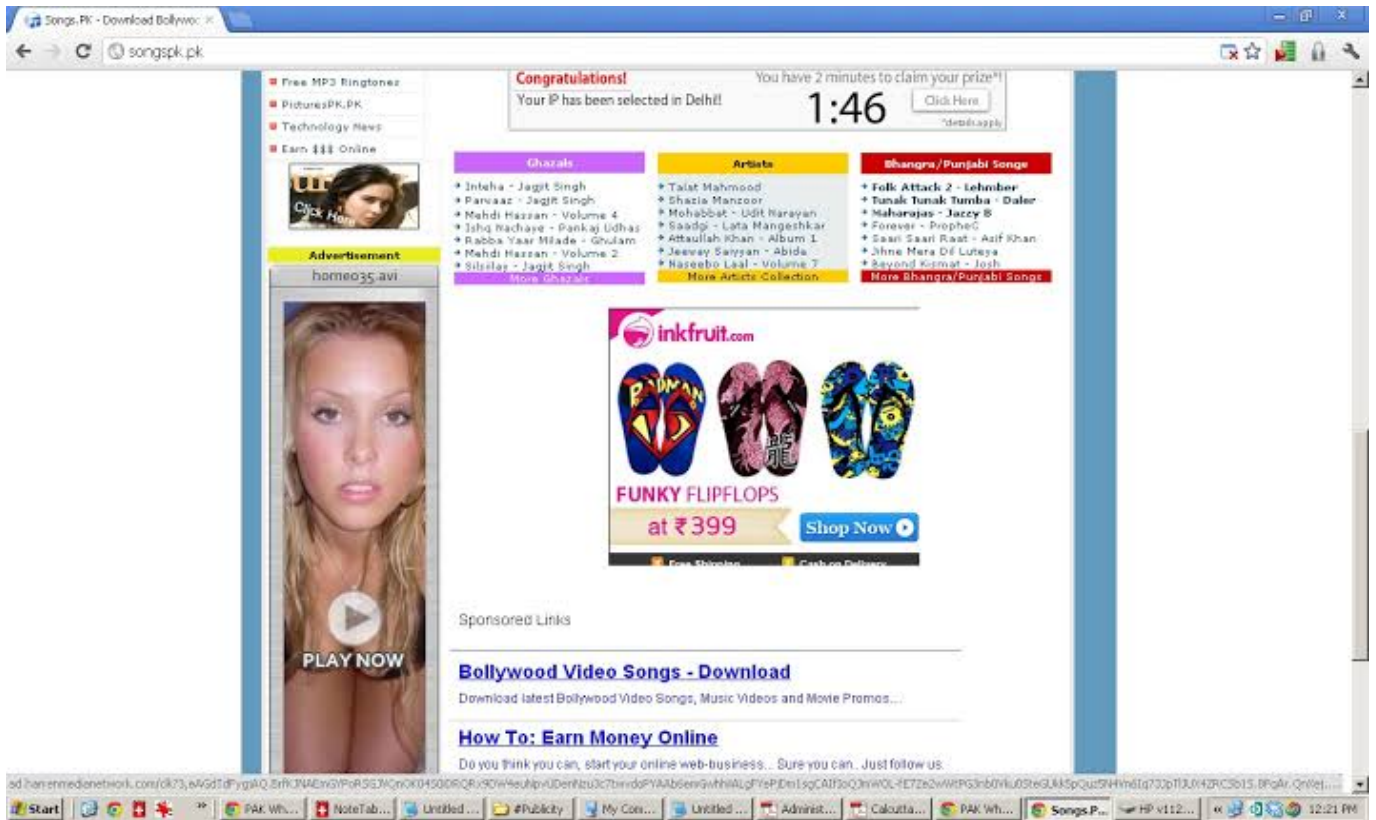 Songs.PK - Download Bollywoo
songspk.pk
Free MP3 Ringtones
PicturesPK.PK
Technology News
Earn $$$ Online
Click Here
Advertisement
homeo35.avi
PLAY NOW
Congratulations!
Your IP has been selected in Delhi!
You have 2 minutes to claim your prize*!
1:46
Click Here
*details apply
Ghazals
Inteha - Jagjit Singh
Parvaaz - Jagjit Singh
Mehdi Hassan - Volume 4
Ishq Nachaye - Pankaj Udhas
Rabba Yaar Milade - Ghulam
Mehdi Hassan - Volume 2
Silsilay - Jagjit Singh
More Ghazals
Artists
Talat Mahmood
Shazia Manzoor
Mohabbat - Udit Narayan
Saadgi - Lata Mangeshkar
Attaullah Khan - Album 1
Jeevay Saiyyan - Abida
Naseebo Laal - Volume 7
More Artists Collection
Bhangra/Punjabi Songs
Folk Attack 2 - Lehmber
Tunak Tunak Tumba - Daler
Maharajas - Jazzy B
Forever - PropheC
Saari Saari Raat - Asif Khan
Jihne Mera Dil Luteya
Beyond Kismat - Josh
More Bhangra/Punjabi Songs
inkfruit.com
BADMAN
FUNKY FLIPFLOPS
at ₹399
Shop Now
Free Shipping
Cash on Delivery
Sponsored Links
Bollywood Video Songs - Download
Download latest Bollywood Video Songs, Music Videos and Movie Promos....
How To: Earn Money Online
Do you think you can, start your online web-business... Sure you can.. Just follow us.
Start
PAK Wh...
NoteTab...
Untitled ...
#Publicity
My Com...
Untitled ...
Administ...
Calcutta...
PAK Wh...
Songs.P...
HP v112...
12:21 PM